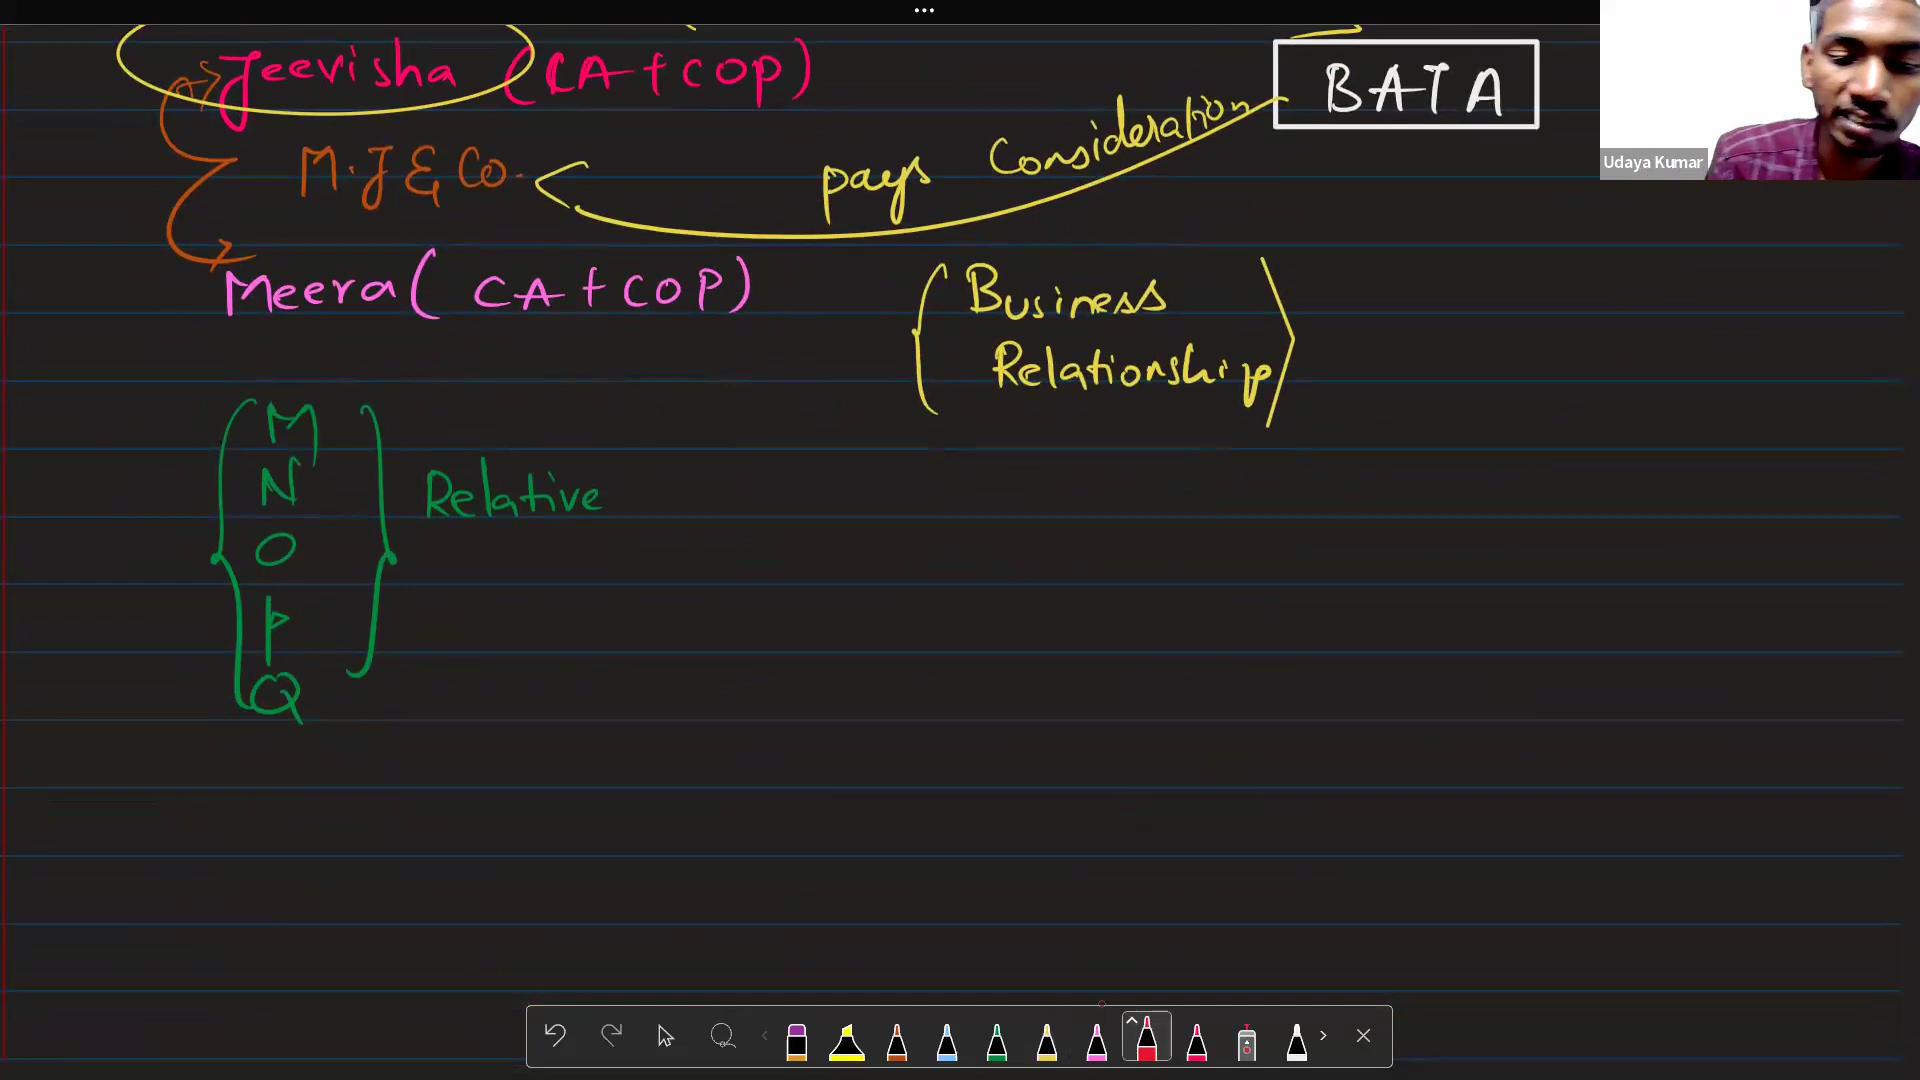 Jeevisha (CA + COP)
BATA
Udaya Kumar
M.J & Co.
pays Consideration
Meera (CA + COP)
Business
Relationship
M
N
O
P
Q
Relative